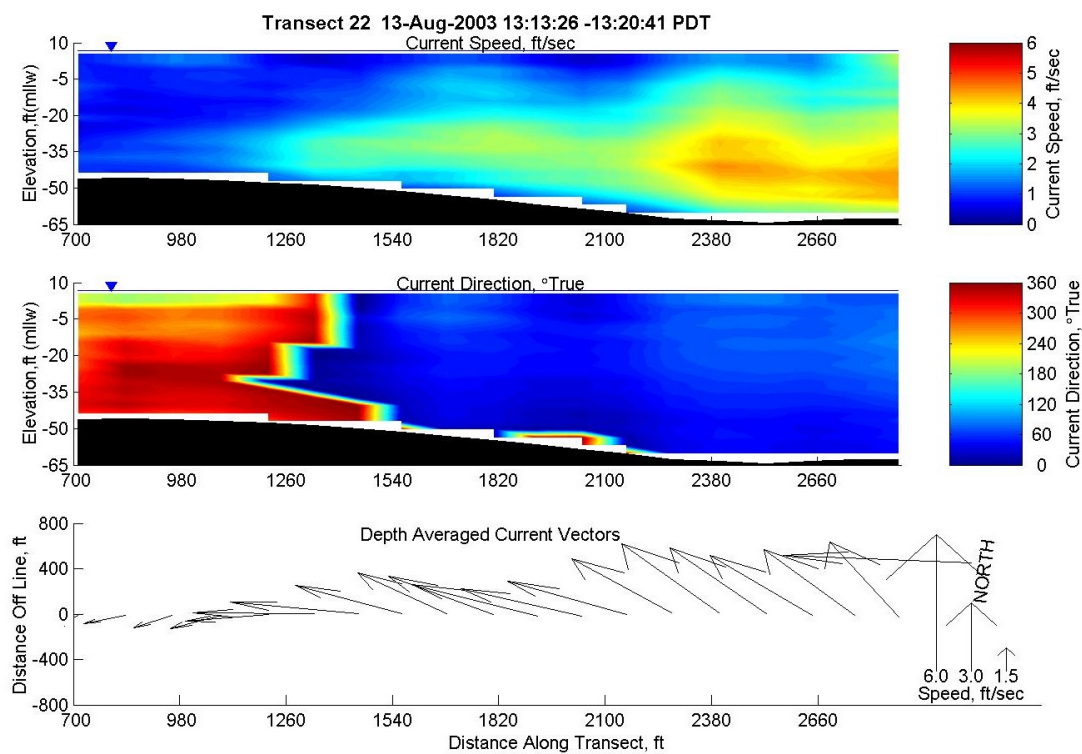 Transect 22 13-Aug-2003 13:13:26 -13:20:41 PDT
Current Speed, ft/sec
Elevation,ft(mllw)
10
-5
-20
-35
-50
-65
700 980 1260 1540 1820 2100 2380 2660
6
5
4
3
2
1
0
Current Speed, ft/sec
Current Direction, °True
Elevation,ft (mllw)
10
-5
-20
-35
-50
-65
700 980 1260 1540 1820 2100 2380 2660
360
300
240
180
120
60
0
Current Direction, °True
Depth Averaged Current Vectors
Distance Off Line, ft
800
400
0
-400
-800
700 980 1260 1540 1820 2100 2380 2660
Distance Along Transect, ft
NORTH
6.0 3.0 1.5
Speed, ft/sec